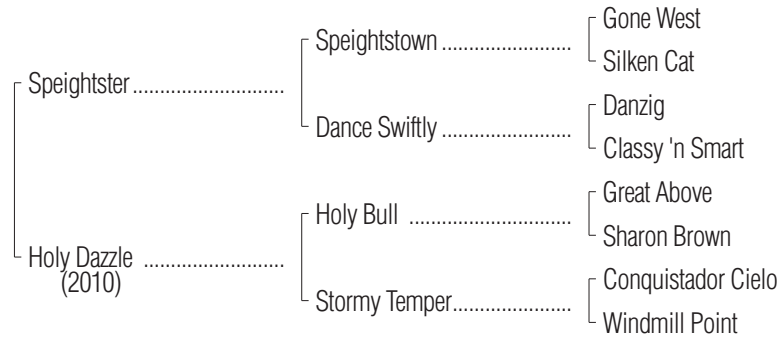 Gone West
Speightstown ..........................
Silken Cat
Speightster .............................
Danzig
Dance Swiftly .........................
Classy 'n Smart
Great Above
Holy Bull ................................
Sharon Brown
Holy Dazzle ...........................
(2010)
Conquistador Cielo
Stormy Temper.......................
Windmill Point